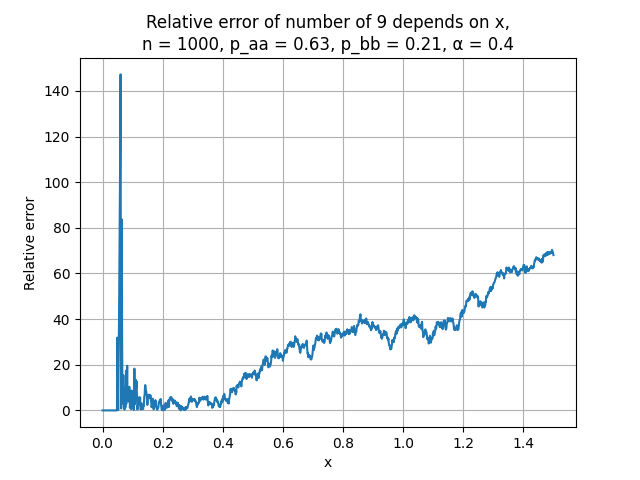 Relative error of number of 9 depends on x,
n = 1000, p_aa = 0.63, p_bb = 0.21, α = 0.4
140
120
100
80
60
40
20
0
Relative error
0.0 0.2 0.4 0.6 0.8 1.0 1.2 1.4
x